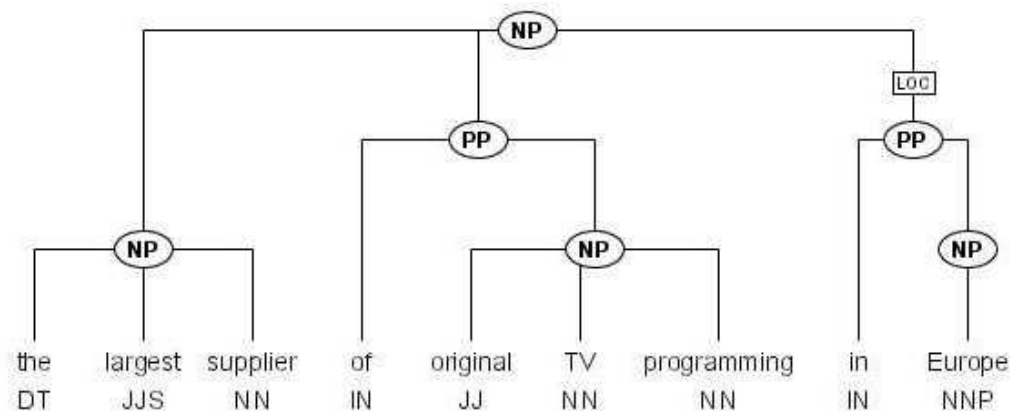 NP
LOC
PP PP
NP NP NP
the largest supplier of original TV programming in Europe
DT JJS NN IN JJ NN NN IN NNP